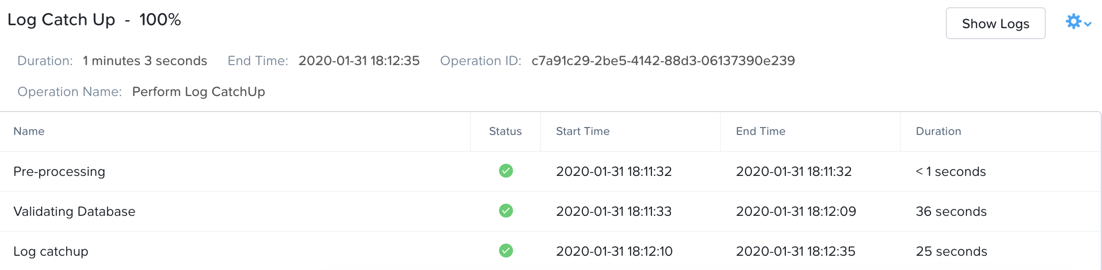 Log Catch Up - 100%
Show Logs
Duration: 1 minutes 3 seconds End Time: 2020-01-31 18:12:35 Operation ID: c7a91c29-2be5-4142-88d3-06137390e239
Operation Name: Perform Log CatchUp
Name Status Start Time End Time Duration
Pre-processing 2020-01-31 18:11:32 2020-01-31 18:11:32 < 1 seconds
Validating Database 2020-01-31 18:11:33 2020-01-31 18:12:09 36 seconds
Log catchup 2020-01-31 18:12:10 2020-01-31 18:12:35 25 seconds